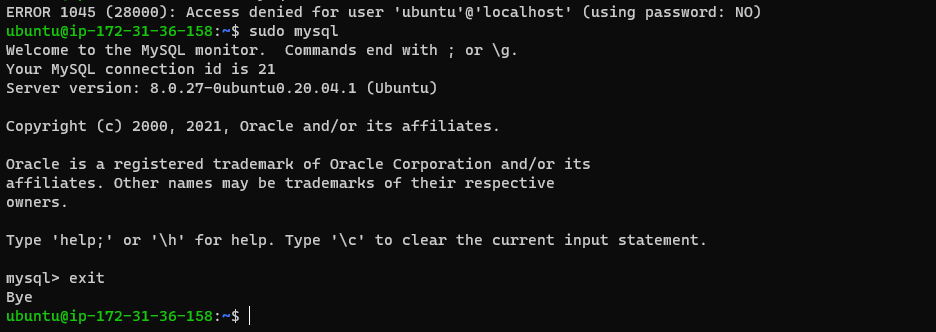 ERROR 1045 (28000): Access denied for user 'ubuntu'@'localhost' (using password: NO)
ubuntu@ip-172-31-36-158:~$ sudo mysql
Welcome to the MySQL monitor.  Commands end with ; or \g.
Your MySQL connection id is 21
Server version: 8.0.27-0ubuntu0.20.04.1 (Ubuntu)

Copyright (c) 2000, 2021, Oracle and/or its affiliates.

Oracle is a registered trademark of Oracle Corporation and/or its
affiliates. Other names may be trademarks of their respective
owners.

Type 'help;' or '\h' for help. Type '\c' to clear the current input statement.

mysql> exit
Bye
ubuntu@ip-172-31-36-158:~$